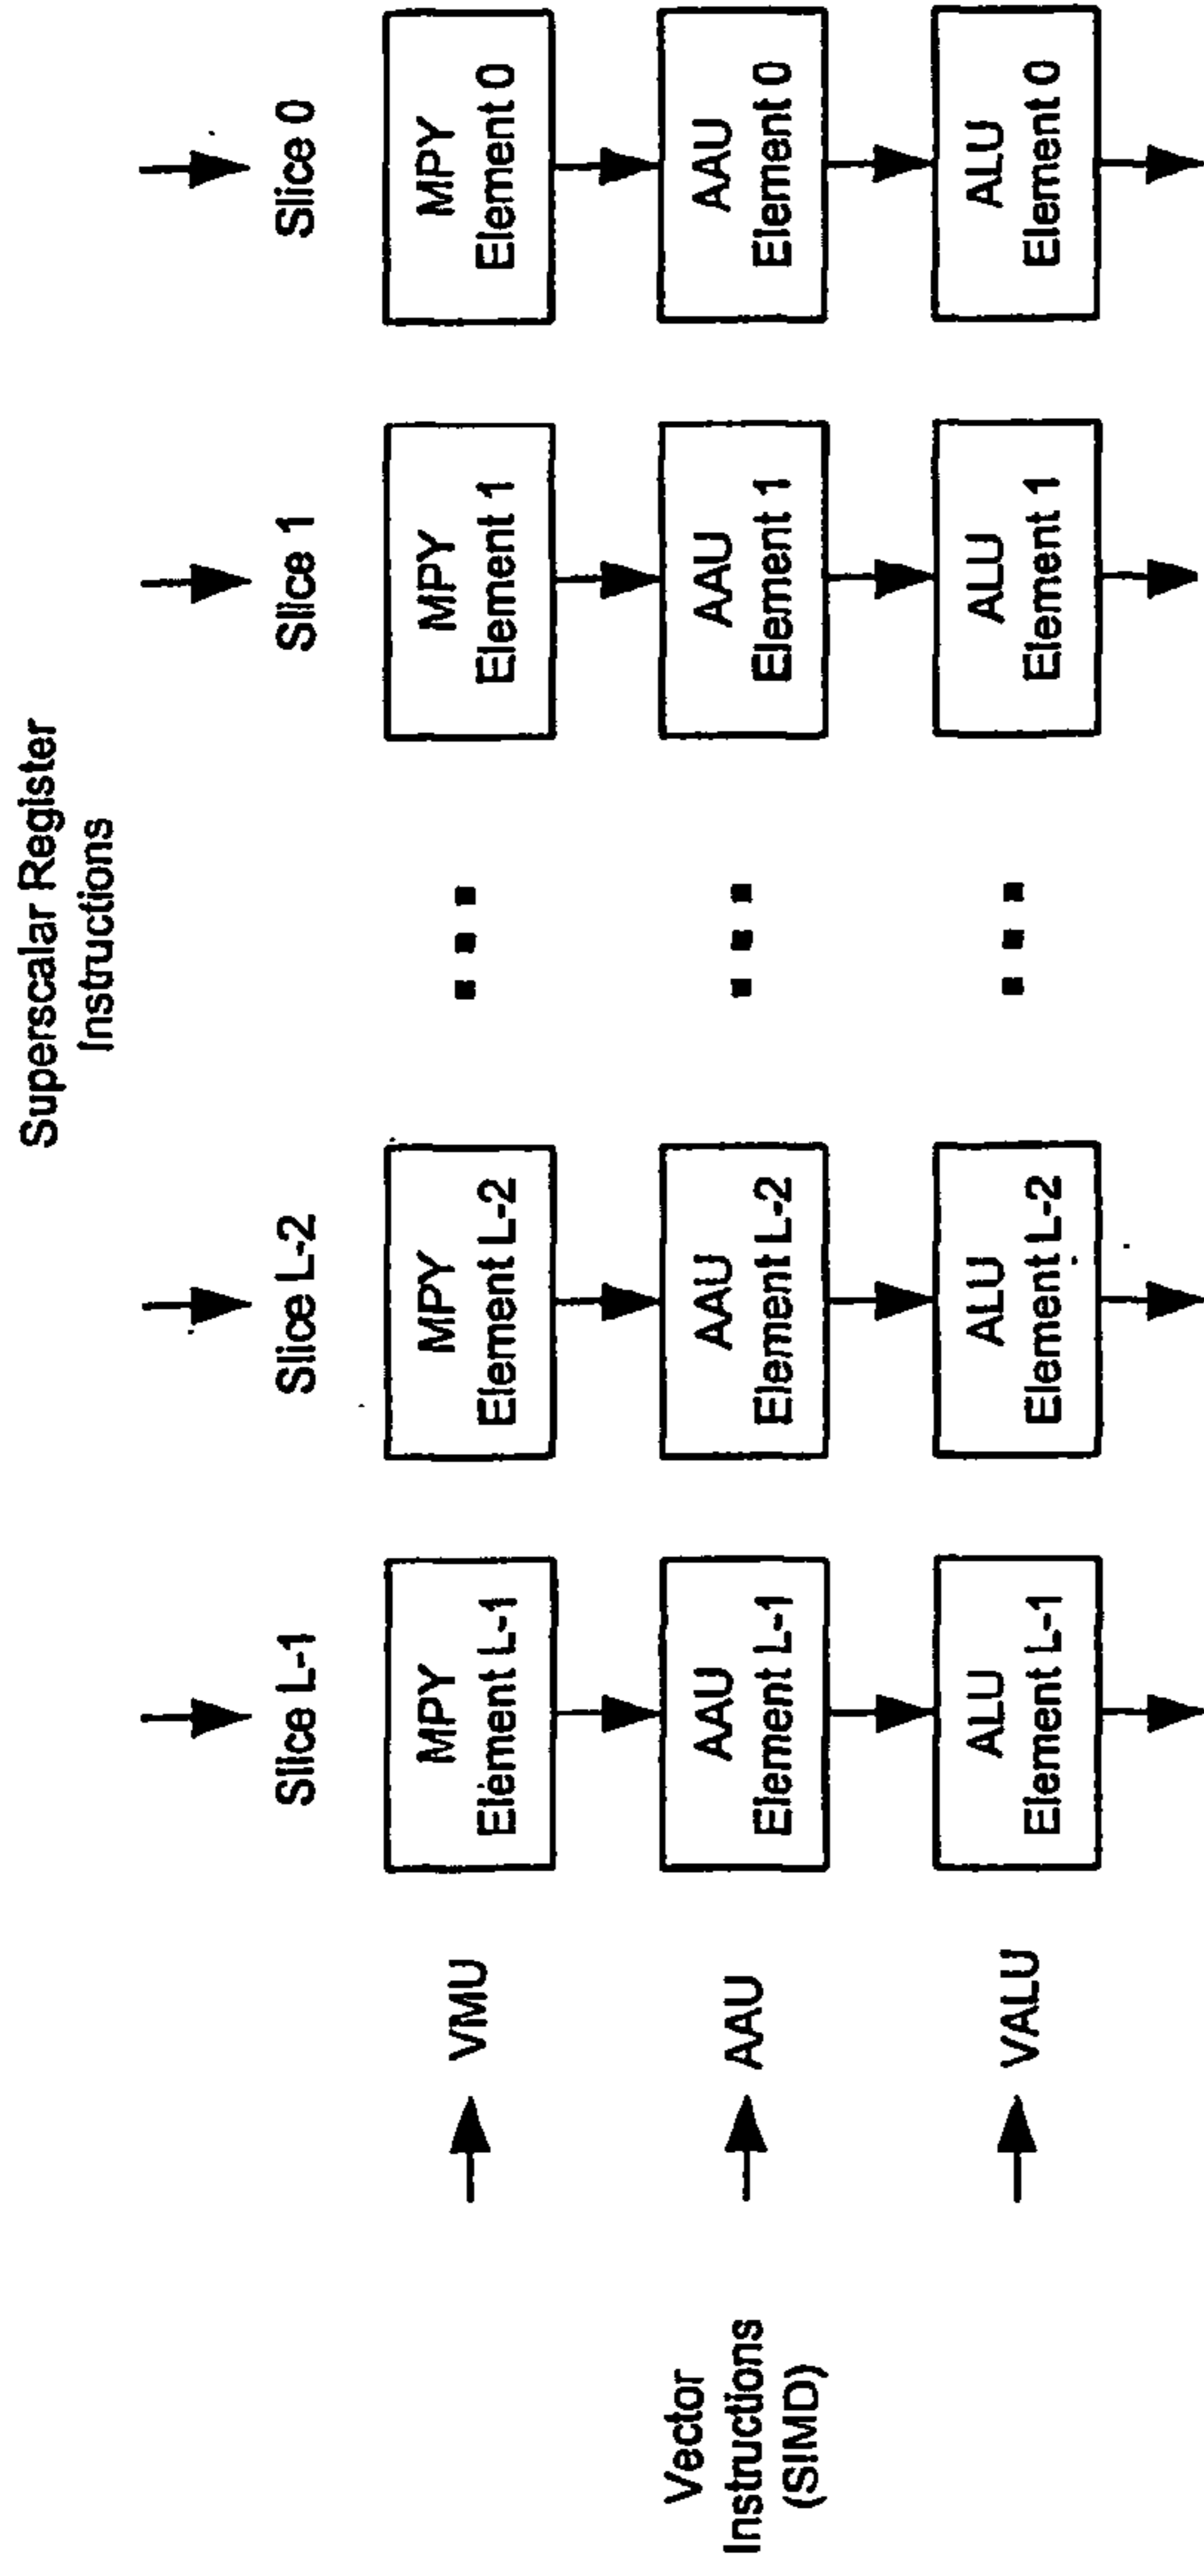 Superscalar Register
Instructions
Slice L-1
Slice L-2
Slice 1
Slice 0
VMU
MPY
Element L-1
MPY
Element L-2
MPY
Element 1
MPY
Element 0
Vector
Instructions
(SIMD)
AAU
AAU
Element L-1
AAU
Element L-2
AAU
Element 1
AAU
Element 0
VALU
ALU
Element L-1
ALU
Element L-2
ALU
Element 1
ALU
Element 0